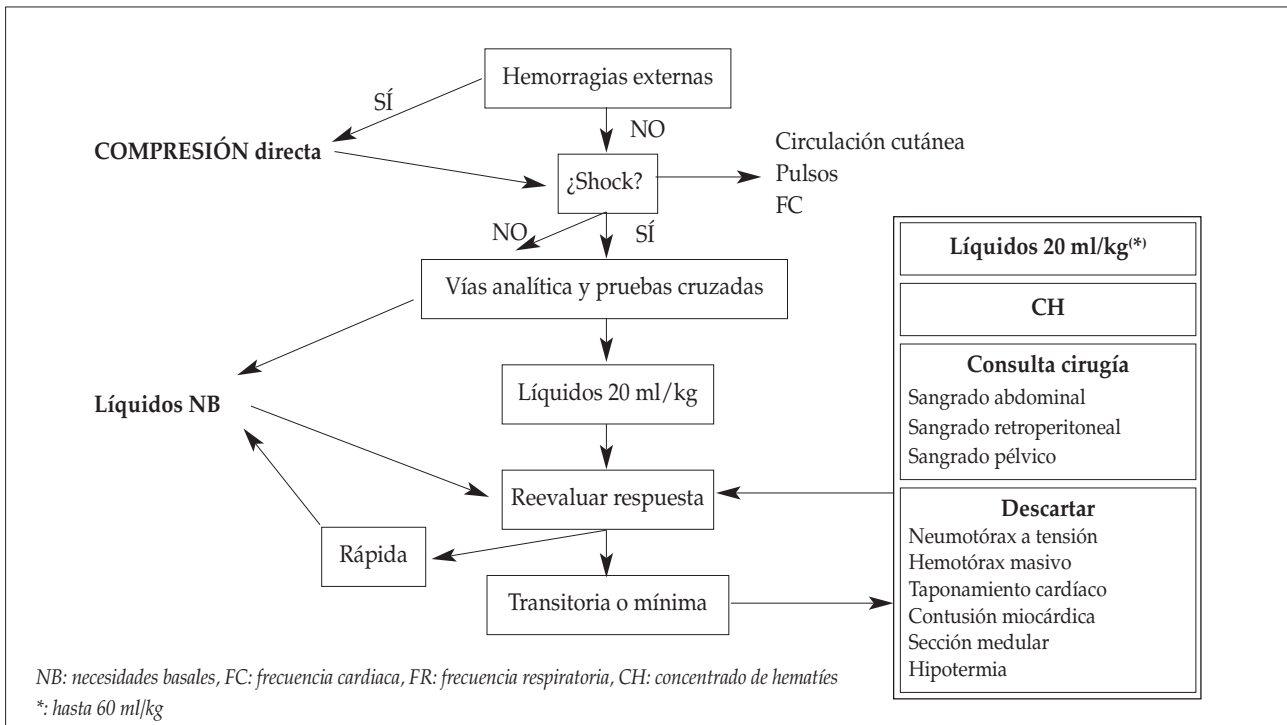 Hemorragias externas
SÍ
NO
COMPRESIÓN directa
¿Shock?
Circulación cutánea
Pulsos
FC
NO
SÍ
Vías analítica y pruebas cruzadas
Líquidos 20 ml/kg
Líquidos NB
Reevaluar respuesta
Rápida
Transitoria o mínima
Líquidos 20 ml/kg(*)
CH
Consulta cirugía
Sangrado abdominal
Sangrado retroperitoneal
Sangrado pélvico
Descartar
Neumotórax a tensión
Hemotórax masivo
Taponamiento cardíaco
Contusión miocárdica
Sección medular
Hipotermia
NB: necesidades basales, FC: frecuencia cardiaca, FR: frecuencia respiratoria, CH: concentrado de hematíes
*: hasta 60 ml/kg